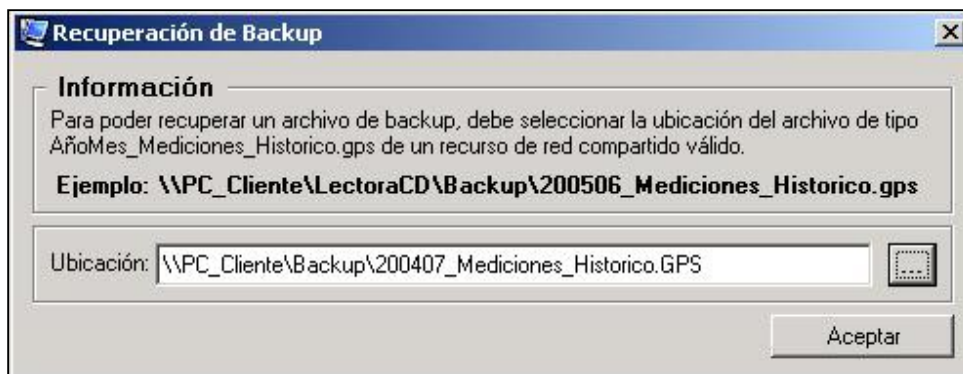 Recuperación de Backup
Información
Para poder recuperar un archivo de backup, debe seleccionar la ubicación del archivo de tipo
AñoMes_Mediciones_Historico.gps de un recurso de red compartido válido.
Ejemplo: \\PC_Cliente\LectoraCD\Backup\200506_Mediciones_Historico.gps
Ubicación: \\PC_Cliente\Backup\200407_Mediciones_Historico.GPS ...
Aceptar